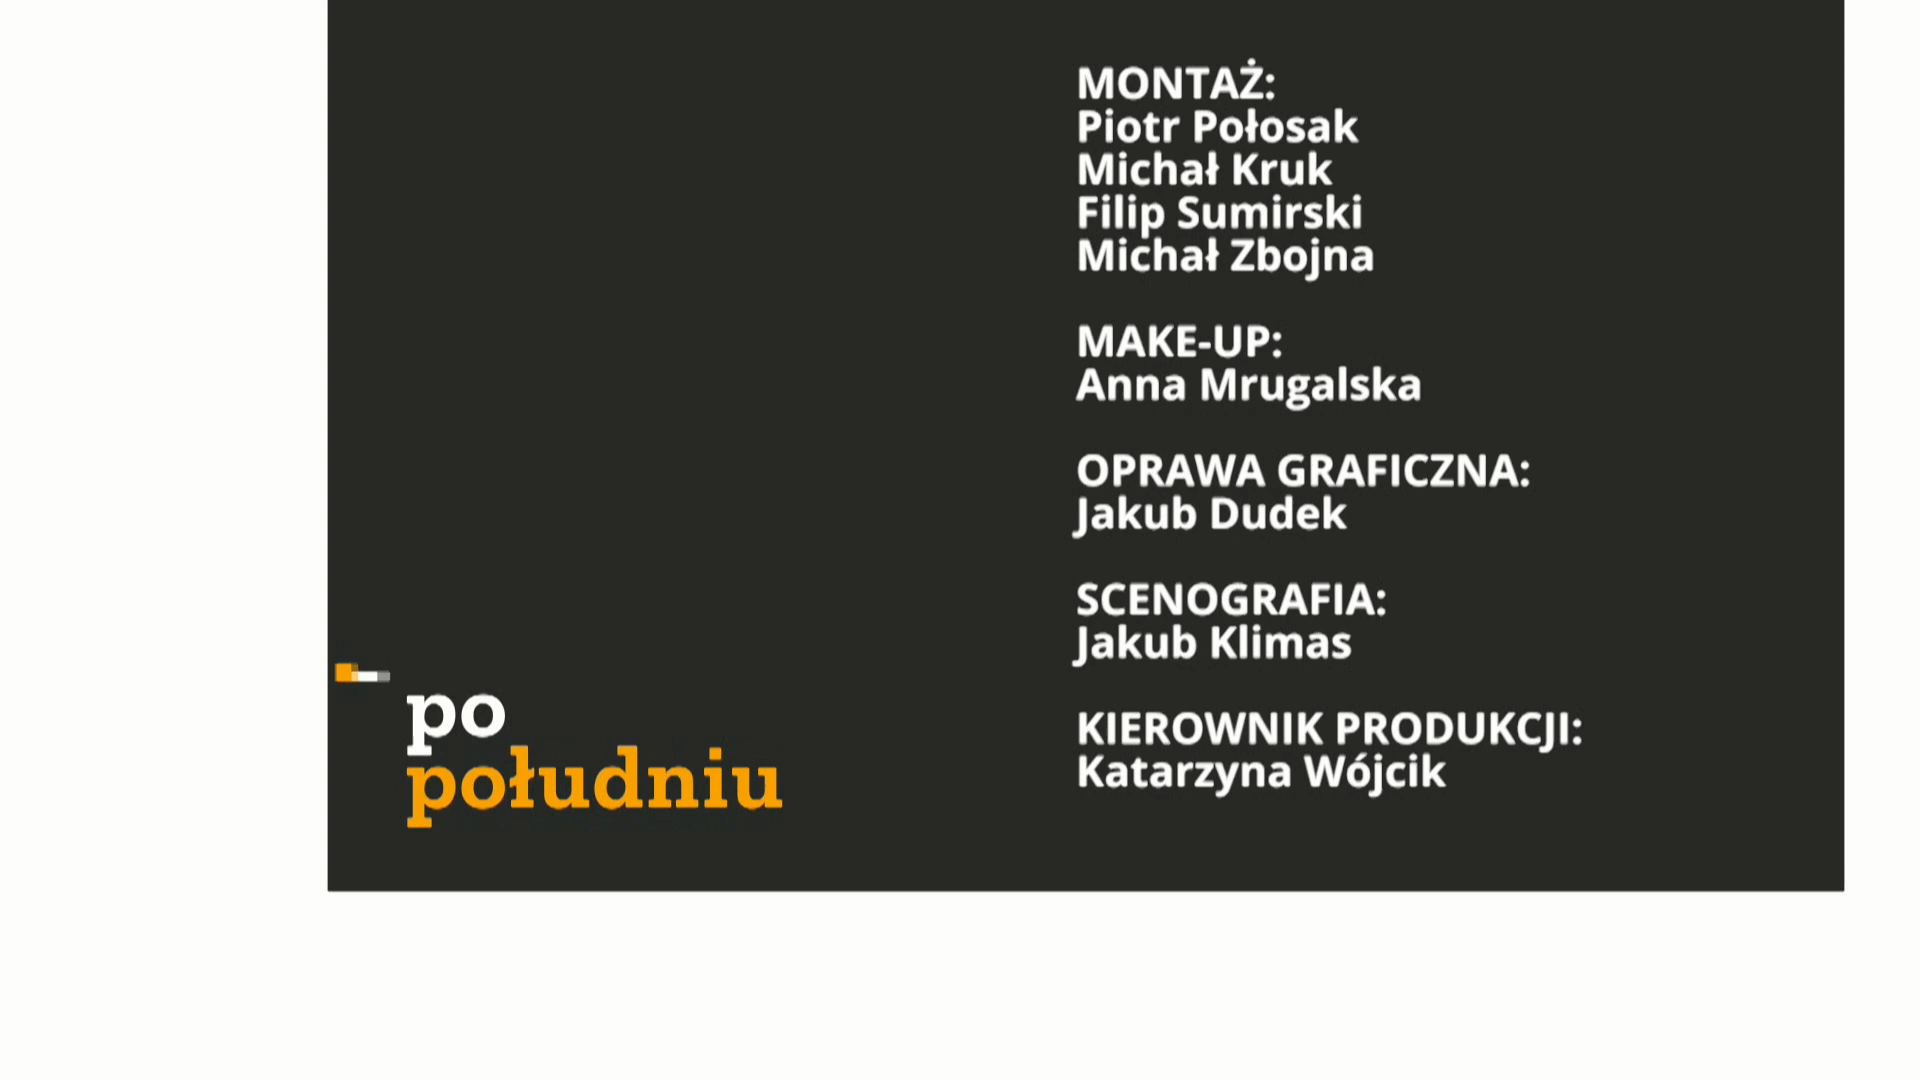 MONTAŻ:
Piotr Połosak
Michał Kruk
Filip Sumirski
Michał Zbojna
MAKE-UP:
Anna Mrugalska
OPRAWA GRAFICZNA:
Jakub Dudek
SCENOGRAFIA:
Jakub Klimas
KIEROWNIK PRODUKCJI:
Katarzyna Wójcik
po
południu